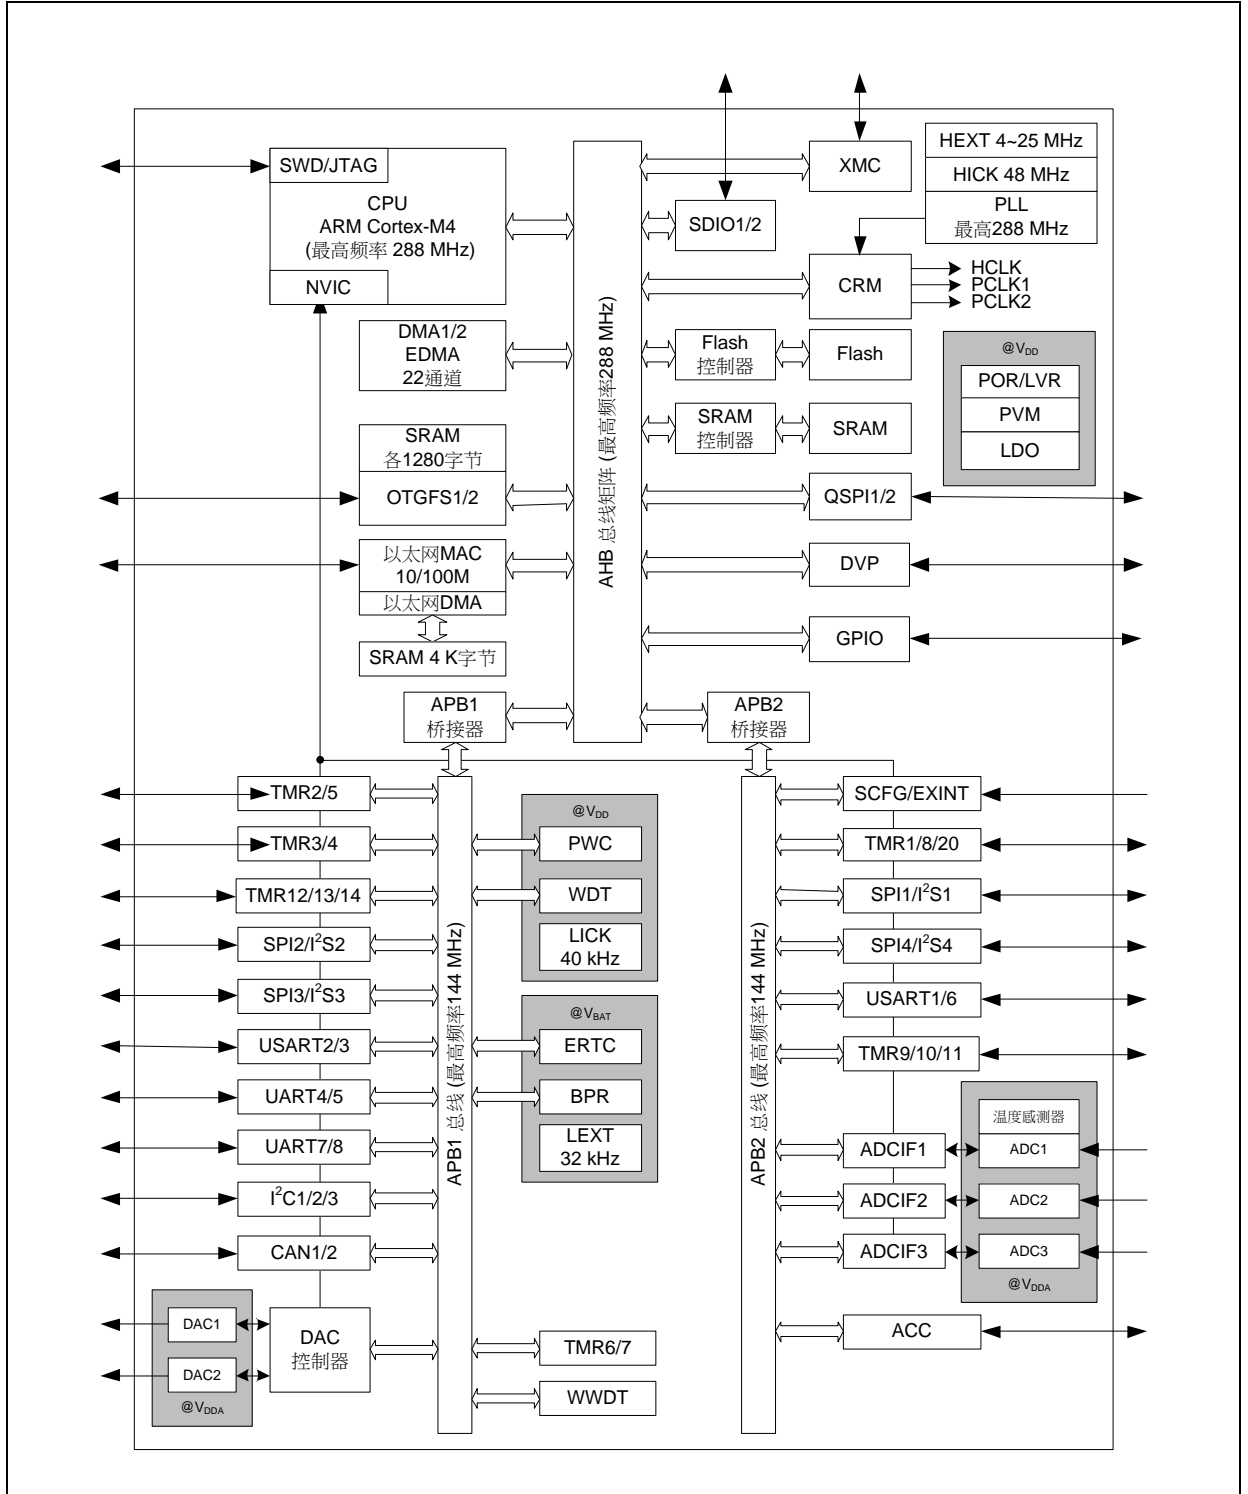 SWD/JTAG
CPU
ARM Cortex-M4
(最高频率 288 MHz)
NVIC
DMA1/2
EDMA
22通道
SRAM
各1280字节
OTGFS1/2
以太网MAC
10/100M
以太网DMA
SRAM 4 K字节
AHB 总线矩阵 (最高频率288 MHz)
XMC
SDIO1/2
HEXT 4~25 MHz
HICK 48 MHz
PLL
最高288 MHz
CRM
HCLK
PCLK1
PCLK2
Flash
控制器
Flash
SRAM
控制器
SRAM
@V_DD
POR/LVR
PVM
LDO
QSPI1/2
DVP
GPIO
APB1
桥接器
APB2
桥接器
TMR2/5
TMR3/4
TMR12/13/14
SPI2/I²S2
SPI3/I²S3
USART2/3
UART4/5
UART7/8
I²C1/2/3
CAN1/2
DAC1
DAC2
@V_DDA
DAC
控制器
APB1 总线 (最高频率144 MHz)
@V_DD
PWC
WDT
LICK
40 kHz
@V_BAT
ERTC
BPR
LEXT
32 kHz
TMR6/7
WWDT
APB2 总线 (最高频率144 MHz)
SCFG/EXINT
TMR1/8/20
SPI1/I²S1
SPI4/I²S4
USART1/6
TMR9/10/11
ADCIF1
ADCIF2
ADCIF3
温度感测器
ADC1
ADC2
ADC3
@V_DDA
ACC